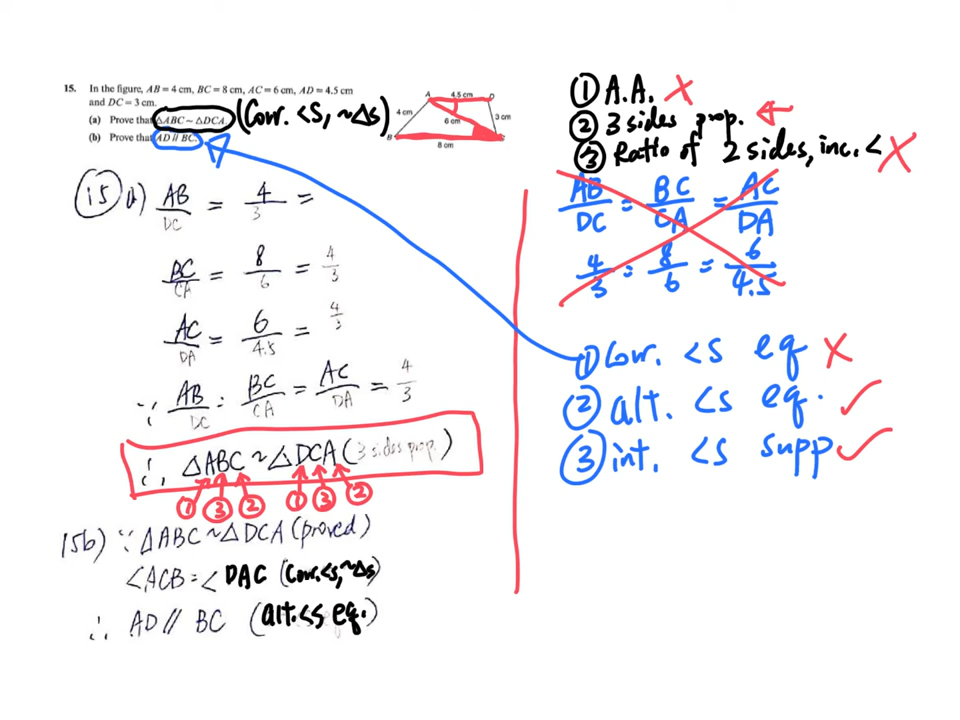 15. In the figure, AB = 4 cm, BC = 8 cm, AC = 6 cm, AD = 4.5 cm
and DC = 3 cm.
(a) Prove that △ABC ~ △DCA. (Corr. <s, ~△s)
(b) Prove that AD // BC.
A 4.5 cm D
4 cm 6 cm 3 cm
B 8 cm
15 a) AB/DC = 4/3 =
BC/CA = 8/6 = 4/3
AC/DA = 6/4.5 = 4/3
∵ AB/DC = BC/CA = AC/DA = 4/3
∴ △ABC ~ △DCA (3 sides prop.)
① ③ ② ① ③ ②
15b) ∵ △ABC ~ △DCA (proved)
<ACB = < DAC (Corr. <s, ~△s)
∴ AD // BC (alt. <s eq.)
① A.A. ✗
② 3 sides prop. ←
③ Ratio of 2 sides, inc. < ✗
AB/DC = BC/CA = AC/DA
4/3 = 8/6 = 6/4.5
① Corr. <s eq ✗
② alt. <s eq. ✓
③ int. <s supp ✓